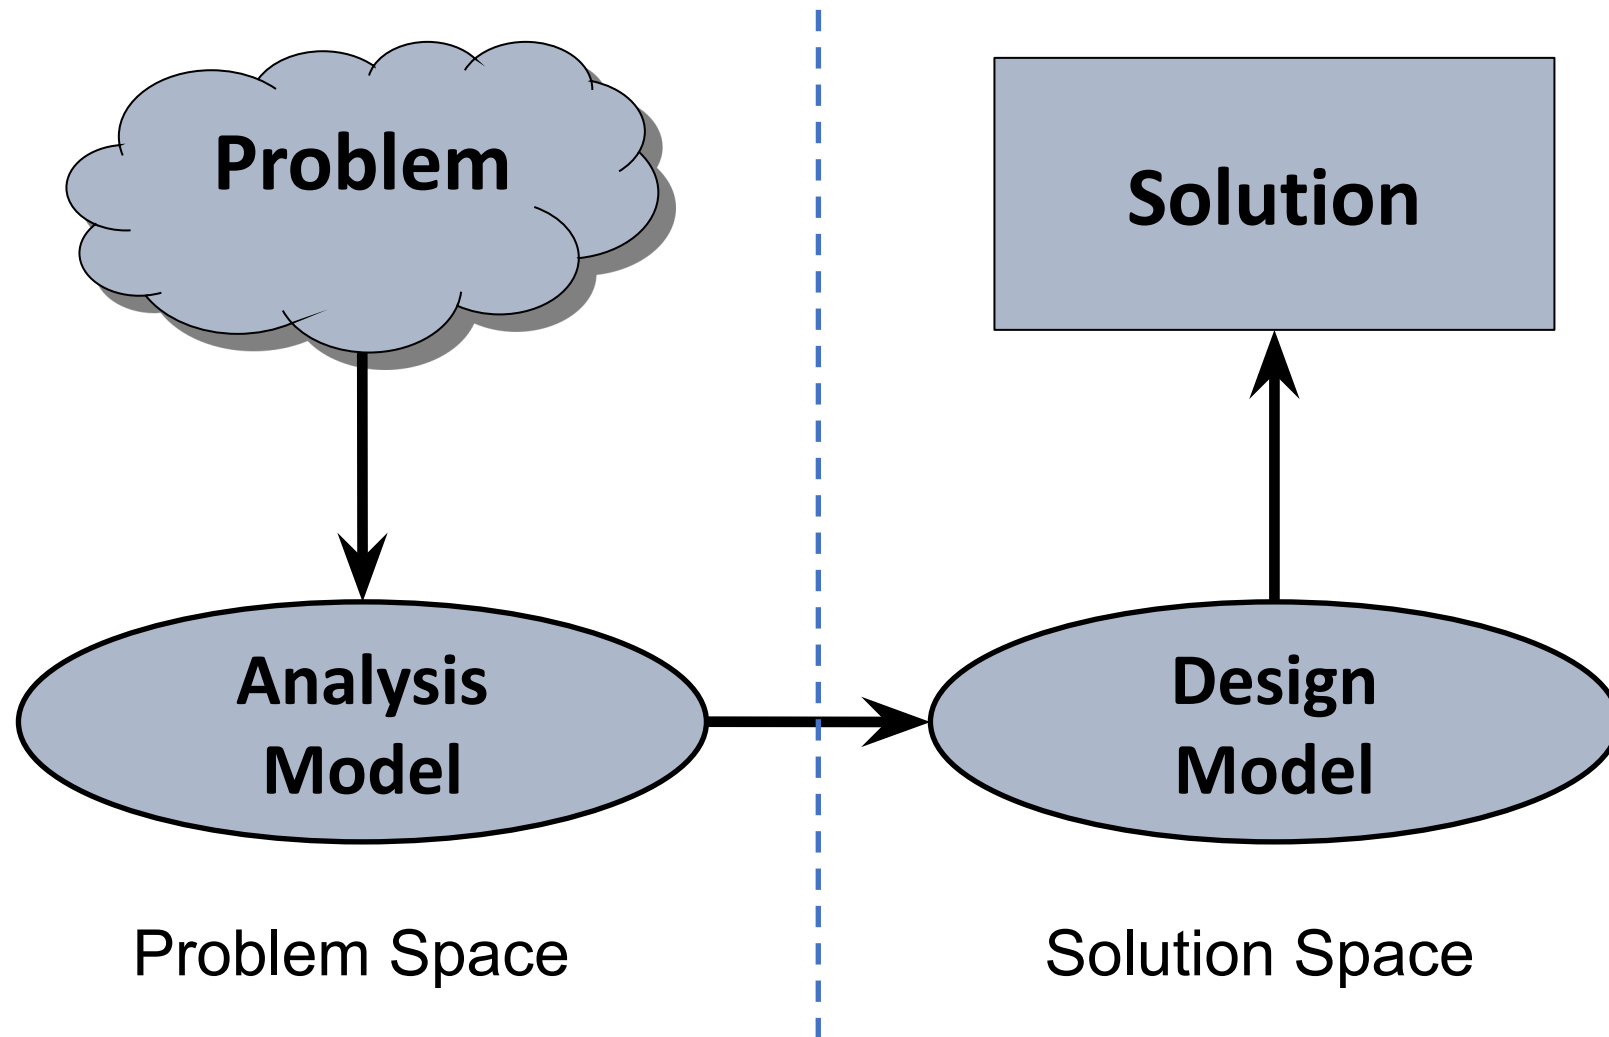 Problem
Solution
Analysis
Model
Design
Model
Problem Space
Solution Space